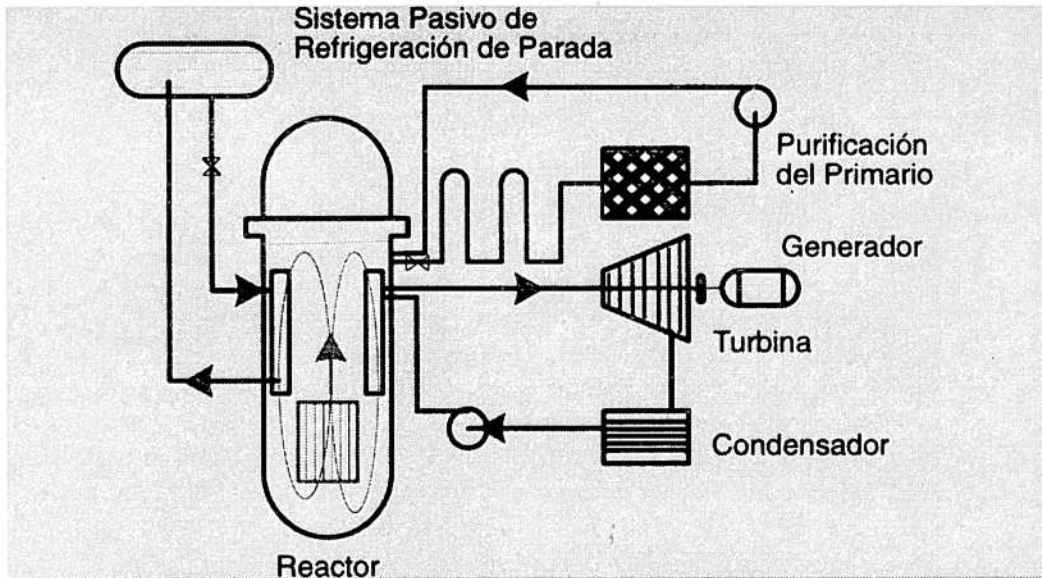 Sistema Pasivo de
Refrigeración de Parada
Purificación
del Primario
Generador
Turbina
Condensador
Reactor